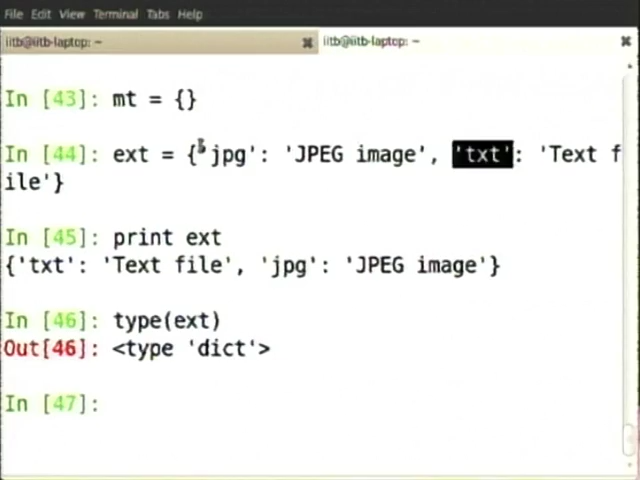 File Edit View Terminal Tabs Help
iitb@iitb-laptop: ~
iitb@iitb-laptop: ~
In [43]: mt = {}
In [44]: ext = {'jpg': 'JPEG image', 'txt': 'Text f
ile'}
In [45]: print ext
{'txt': 'Text file', 'jpg': 'JPEG image'}
In [46]: type(ext)
Out[46]: <type 'dict'>
In [47]: